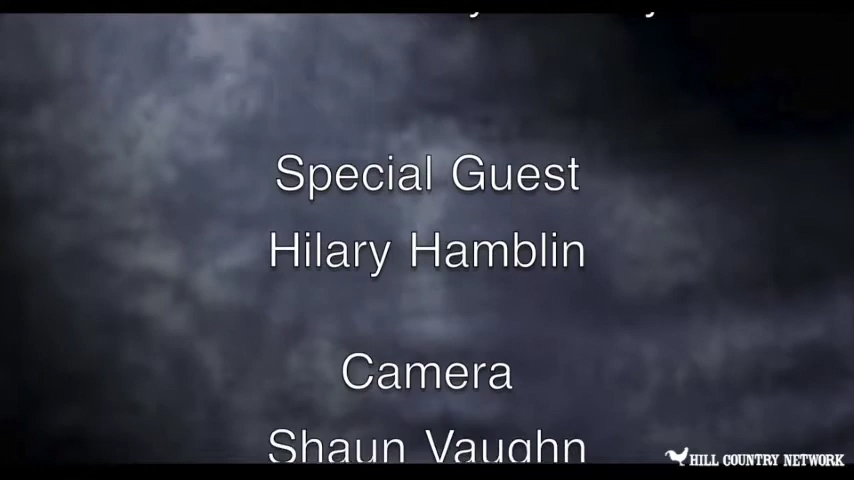 Special Guest
Hilary Hamblin
Camera
Shaun Vaughn
HILL COUNTRY NETWORK